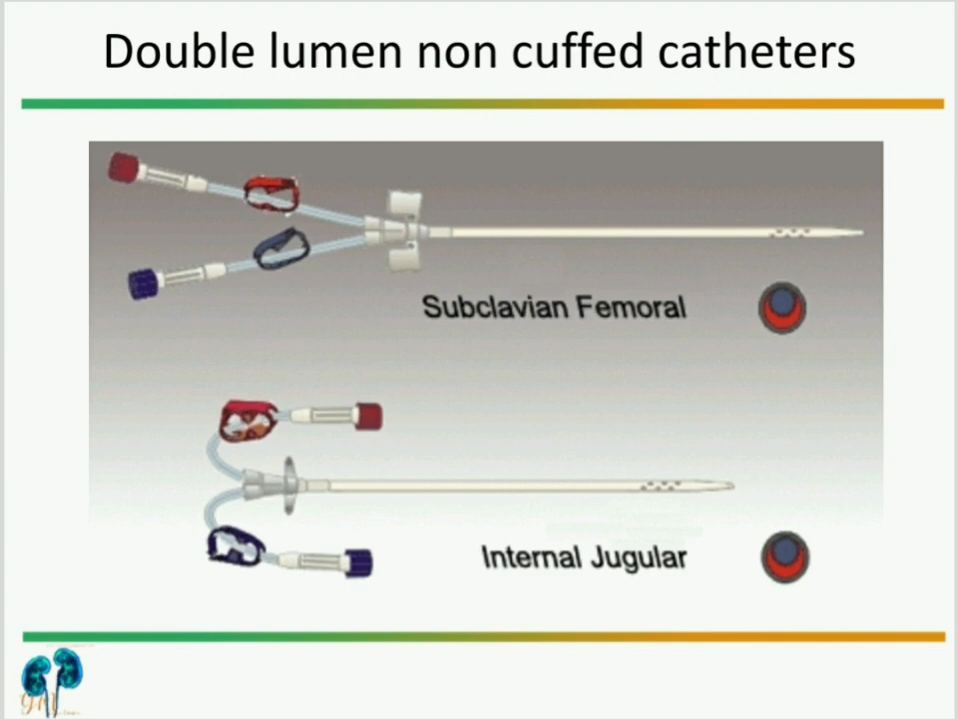 Double lumen non cuffed catheters
Subclavian Femoral
Internal Jugular